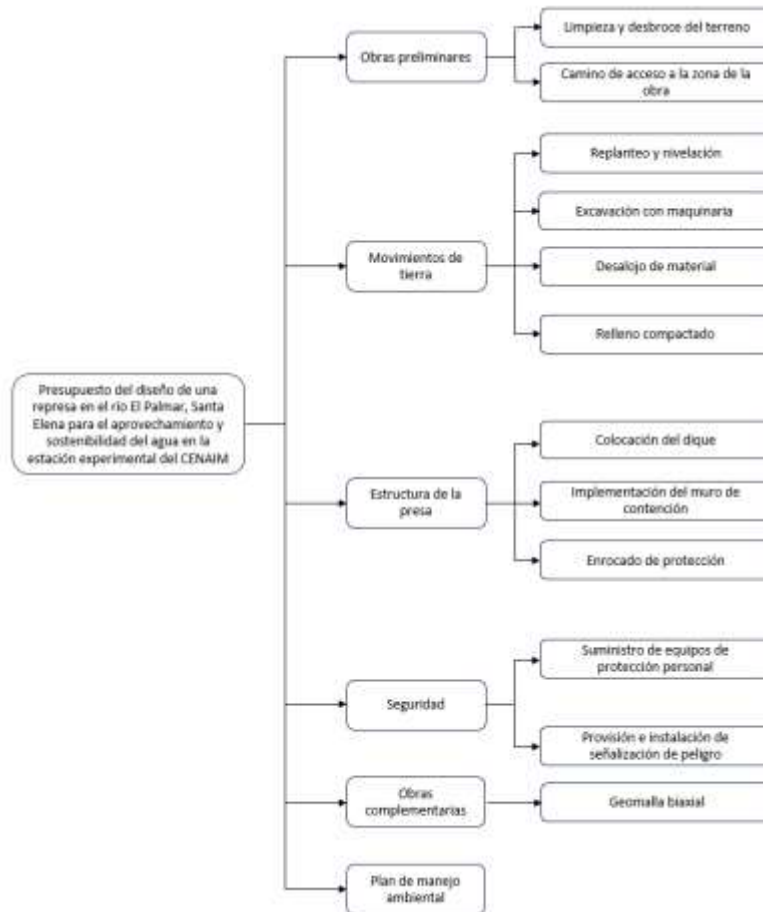 Presupuesto del diseño de una
represa en el río El Palmar, Santa
Elena para el aprovechamiento y
sostenibilidad del agua en la
estación experimental del CENAIM
Obras preliminares
Limpieza y desbroce del terreno
Camino de acceso a la zona de la
obra
Movimientos de
tierra
Replanteo y nivelación
Excavación con maquinaria
Desalojo de material
Relleno compactado
Estructura de la
presa
Colocación del dique
Implementación del muro de
contención
Enrocado de protección
Seguridad
Suministro de equipos de
protección personal
Provisión e instalación de
señalización de peligro
Obras
complementarias
Geomalla biaxial
Plan de manejo
ambiental